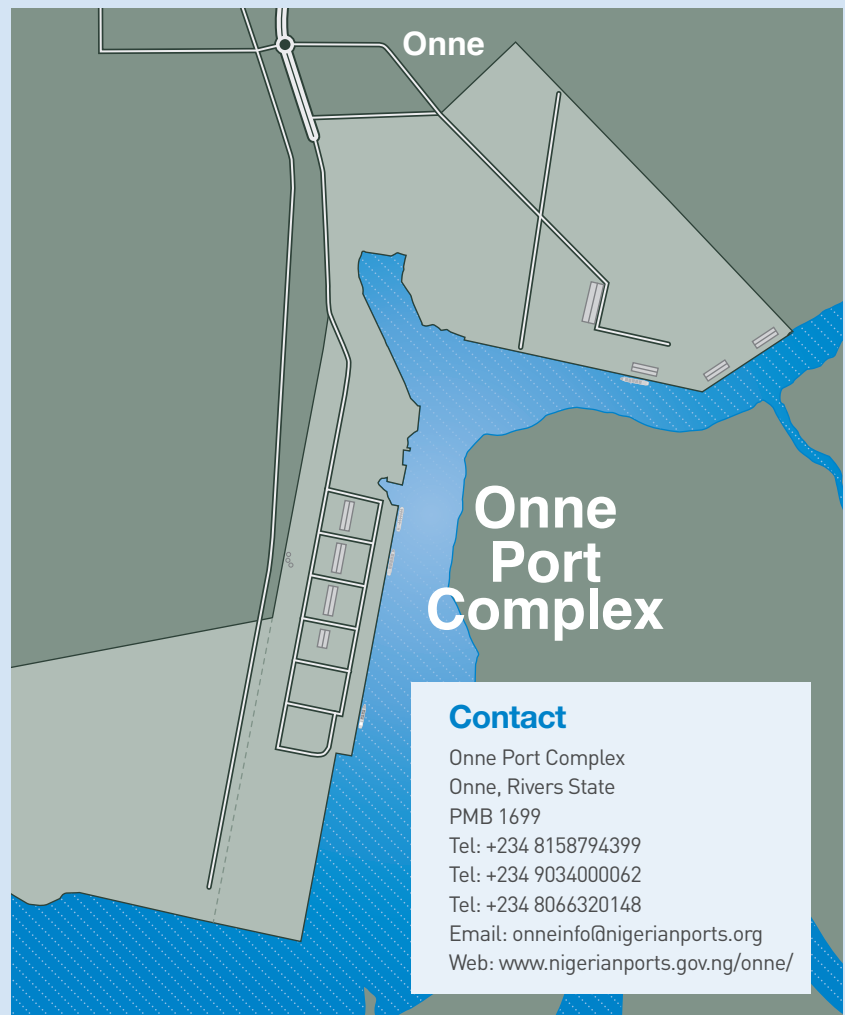 Onne
Onne
Port
Complex
Contact
Onne Port Complex
Onne, Rivers State
PMB 1699
Tel: +234 8158794399
Tel: +234 9034000062
Tel: +234 8066320148
Email: onneinfo@nigerianports.org
Web: www.nigerianports.gov.ng/onne/